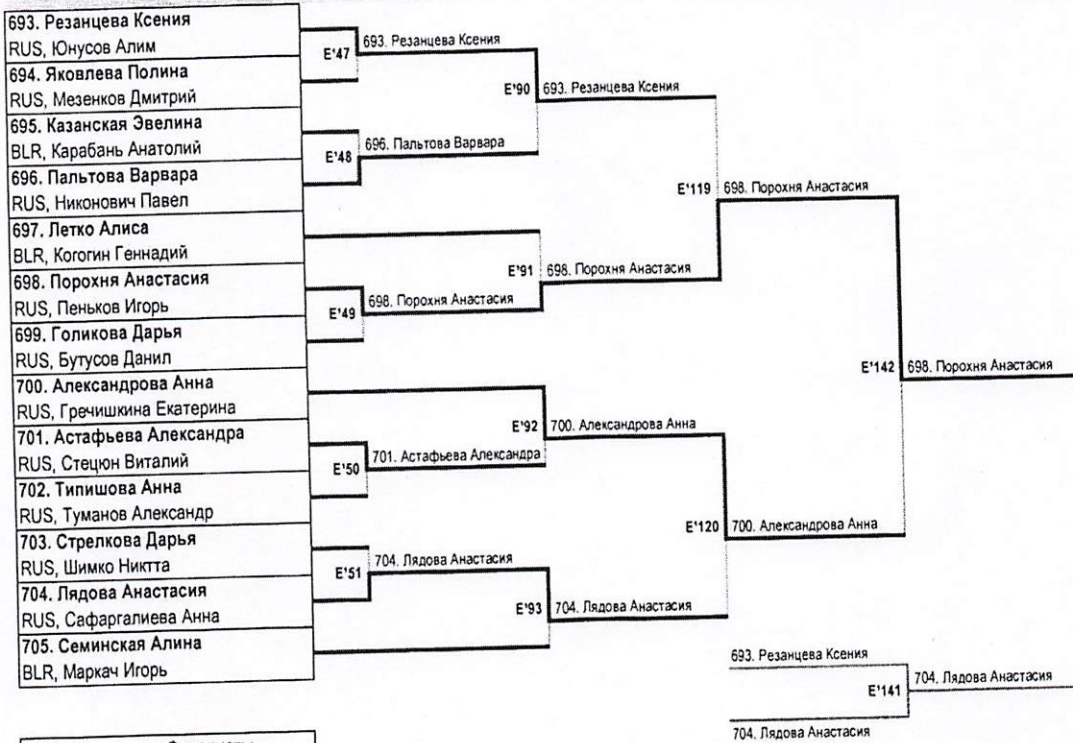 693. Резанцева Ксения
RUS, Юнусов Алим
694. Яковлева Полина
RUS, Мезенков Дмитрий
695. Казанская Эвелина
BLR, Карабань Анатолий
696. Пальтова Варвара
RUS, Никонович Павел
697. Летко Алиса
BLR, Когогин Геннадий
698. Порохня Анастасия
RUS, Пеньков Игорь
699. Голикова Дарья
RUS, Бутусов Данил
700. Александрова Анна
RUS, Гречишкина Екатерина
701. Астафьева Александра
RUS, Стецюн Виталий
702. Типишова Анна
RUS, Туманов Александр
703. Стрелкова Дарья
RUS, Шимко Никтта
704. Лядова Анастасия
RUS, Сафаргалиева Анна
705. Семинская Алина
BLR, Маркач Игорь
E'47
693. Резанцева Ксения
E'48
696. Пальтова Варвара
E'49
698. Порохня Анастасия
E'50
701. Астафьева Александра
E'51
704. Лядова Анастасия
E'90
693. Резанцева Ксения
E'91
698. Порохня Анастасия
E'92
700. Александрова Анна
E'93
704. Лядова Анастасия
E'119
698. Порохня Анастасия
E'120
700. Александрова Анна
E'142
698. Порохня Анастасия
693. Резанцева Ксения
E'141
704. Лядова Анастасия
704. Лядова Анастасия